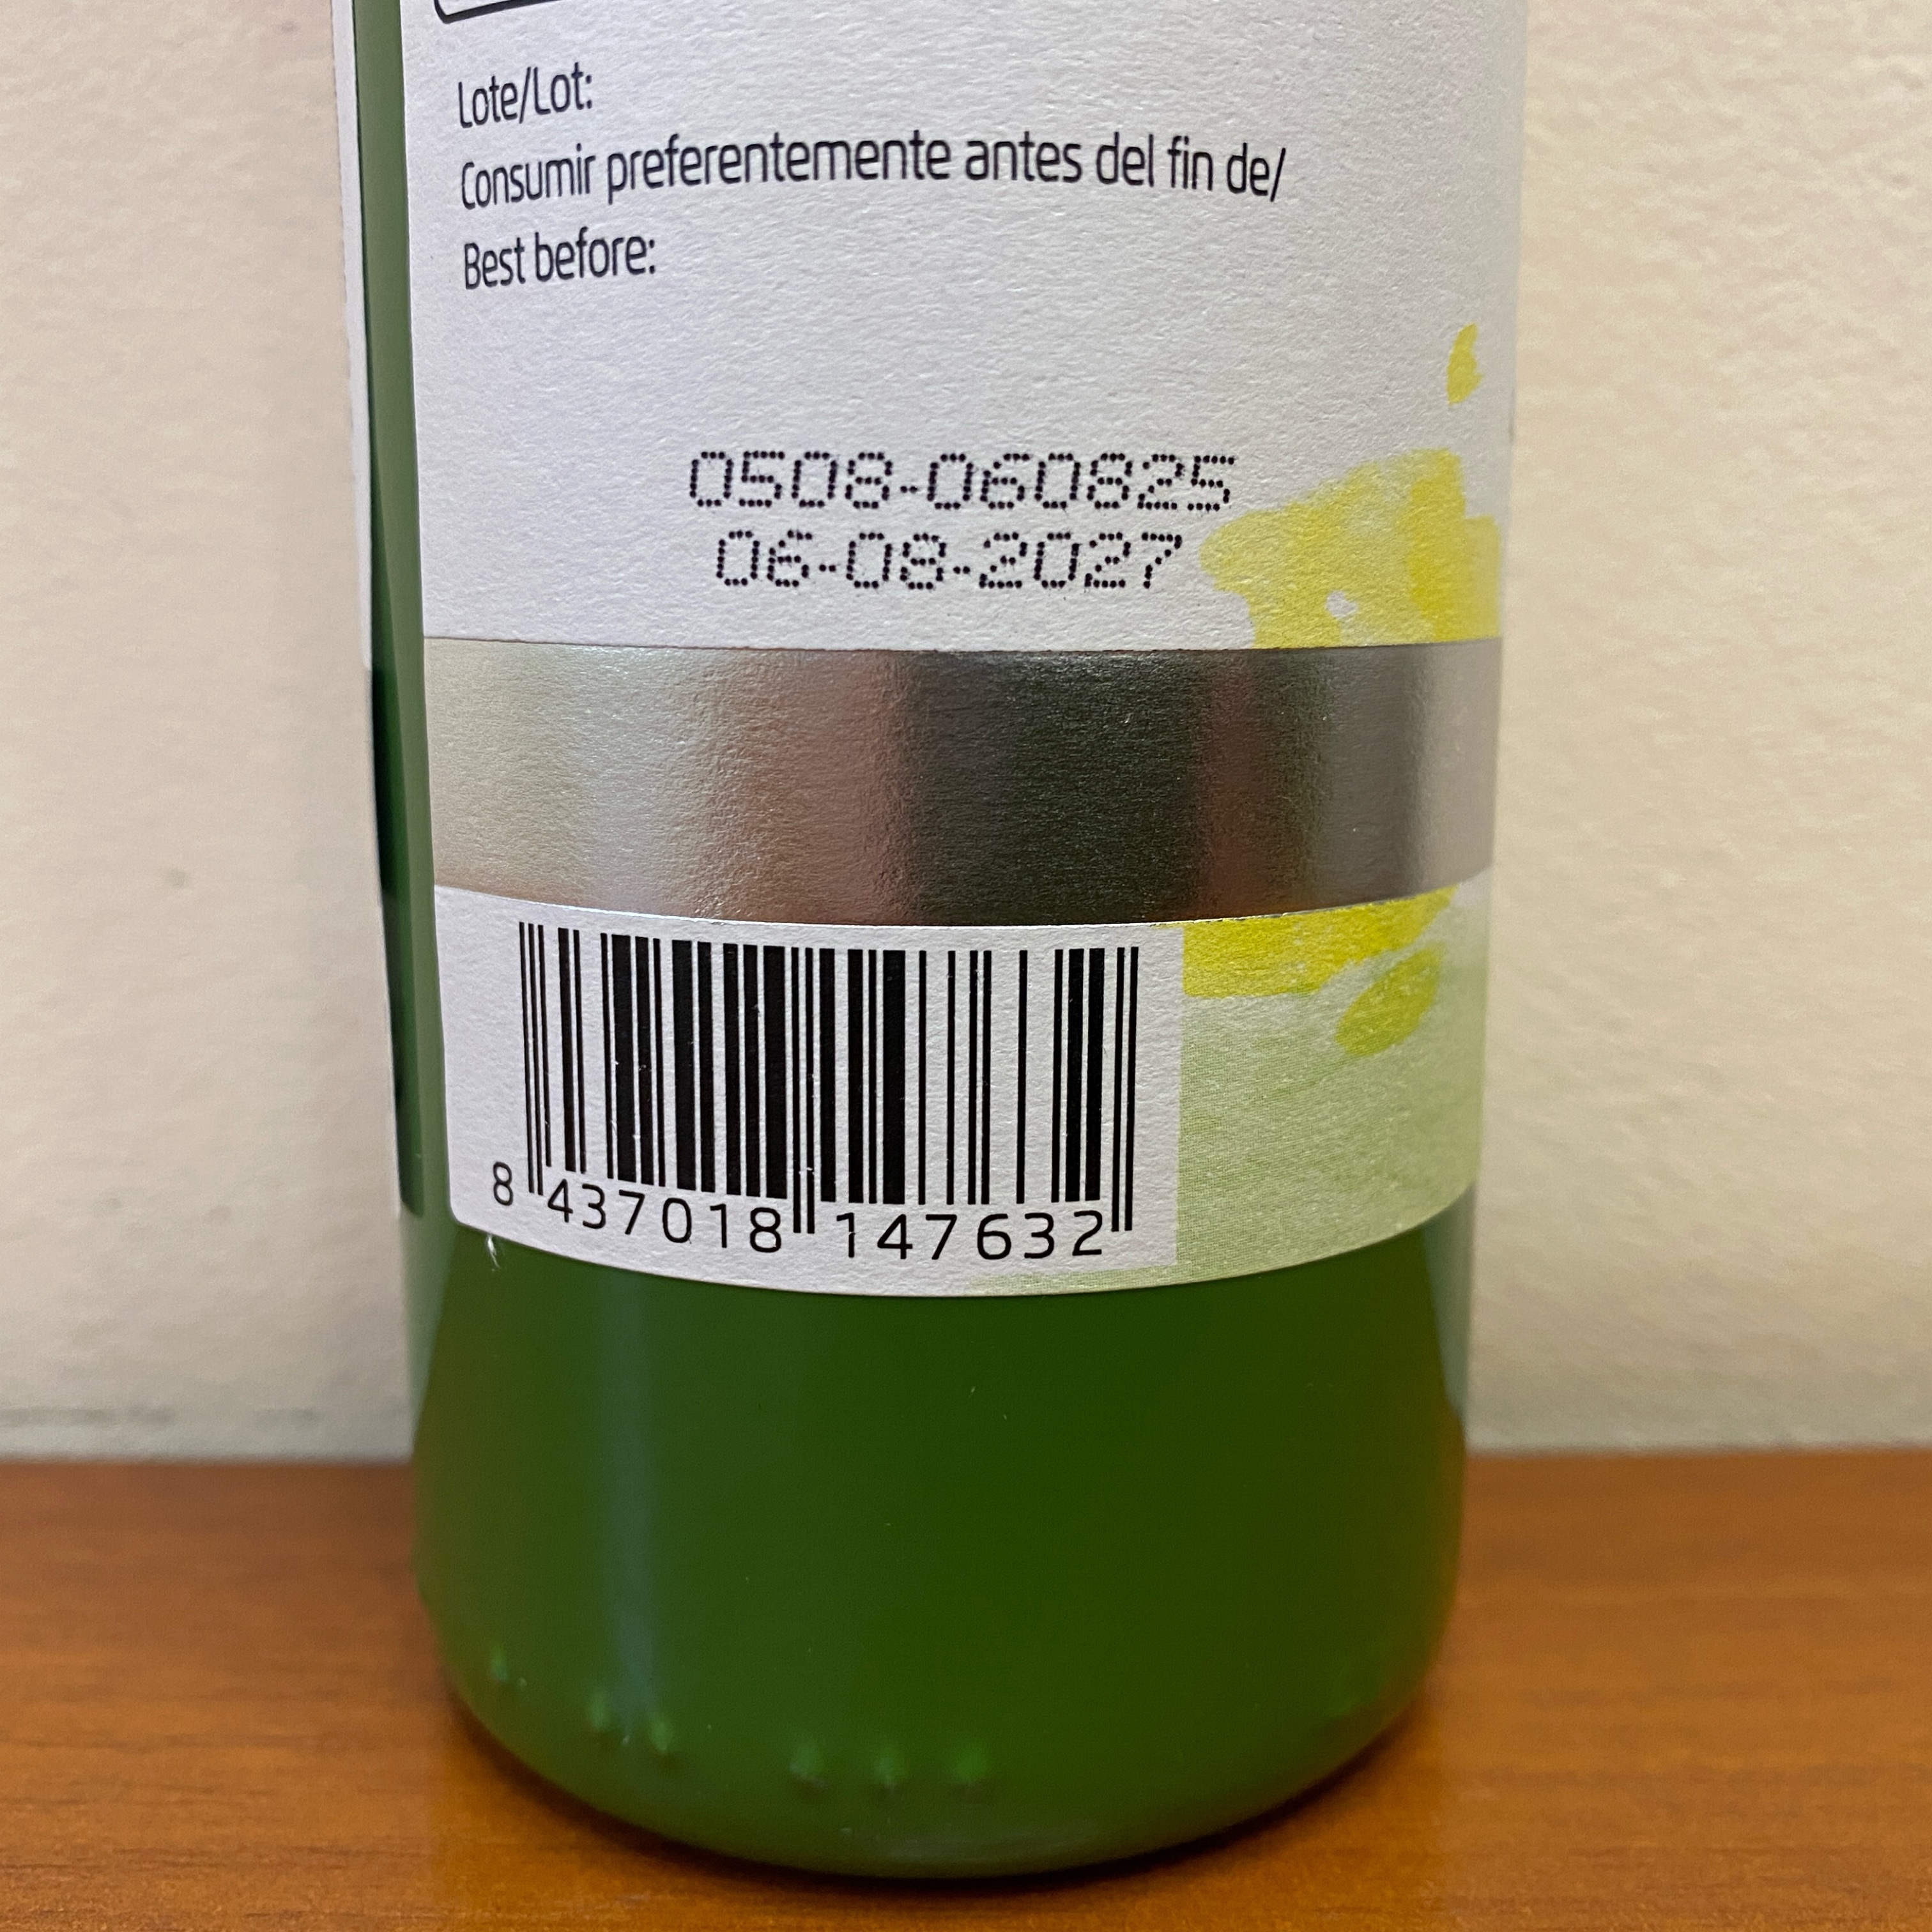 Lote/Lot:
Consumir preferentemente antes del fin de/
Best before:
0508-060825
06-08-2027
8 437018 147632